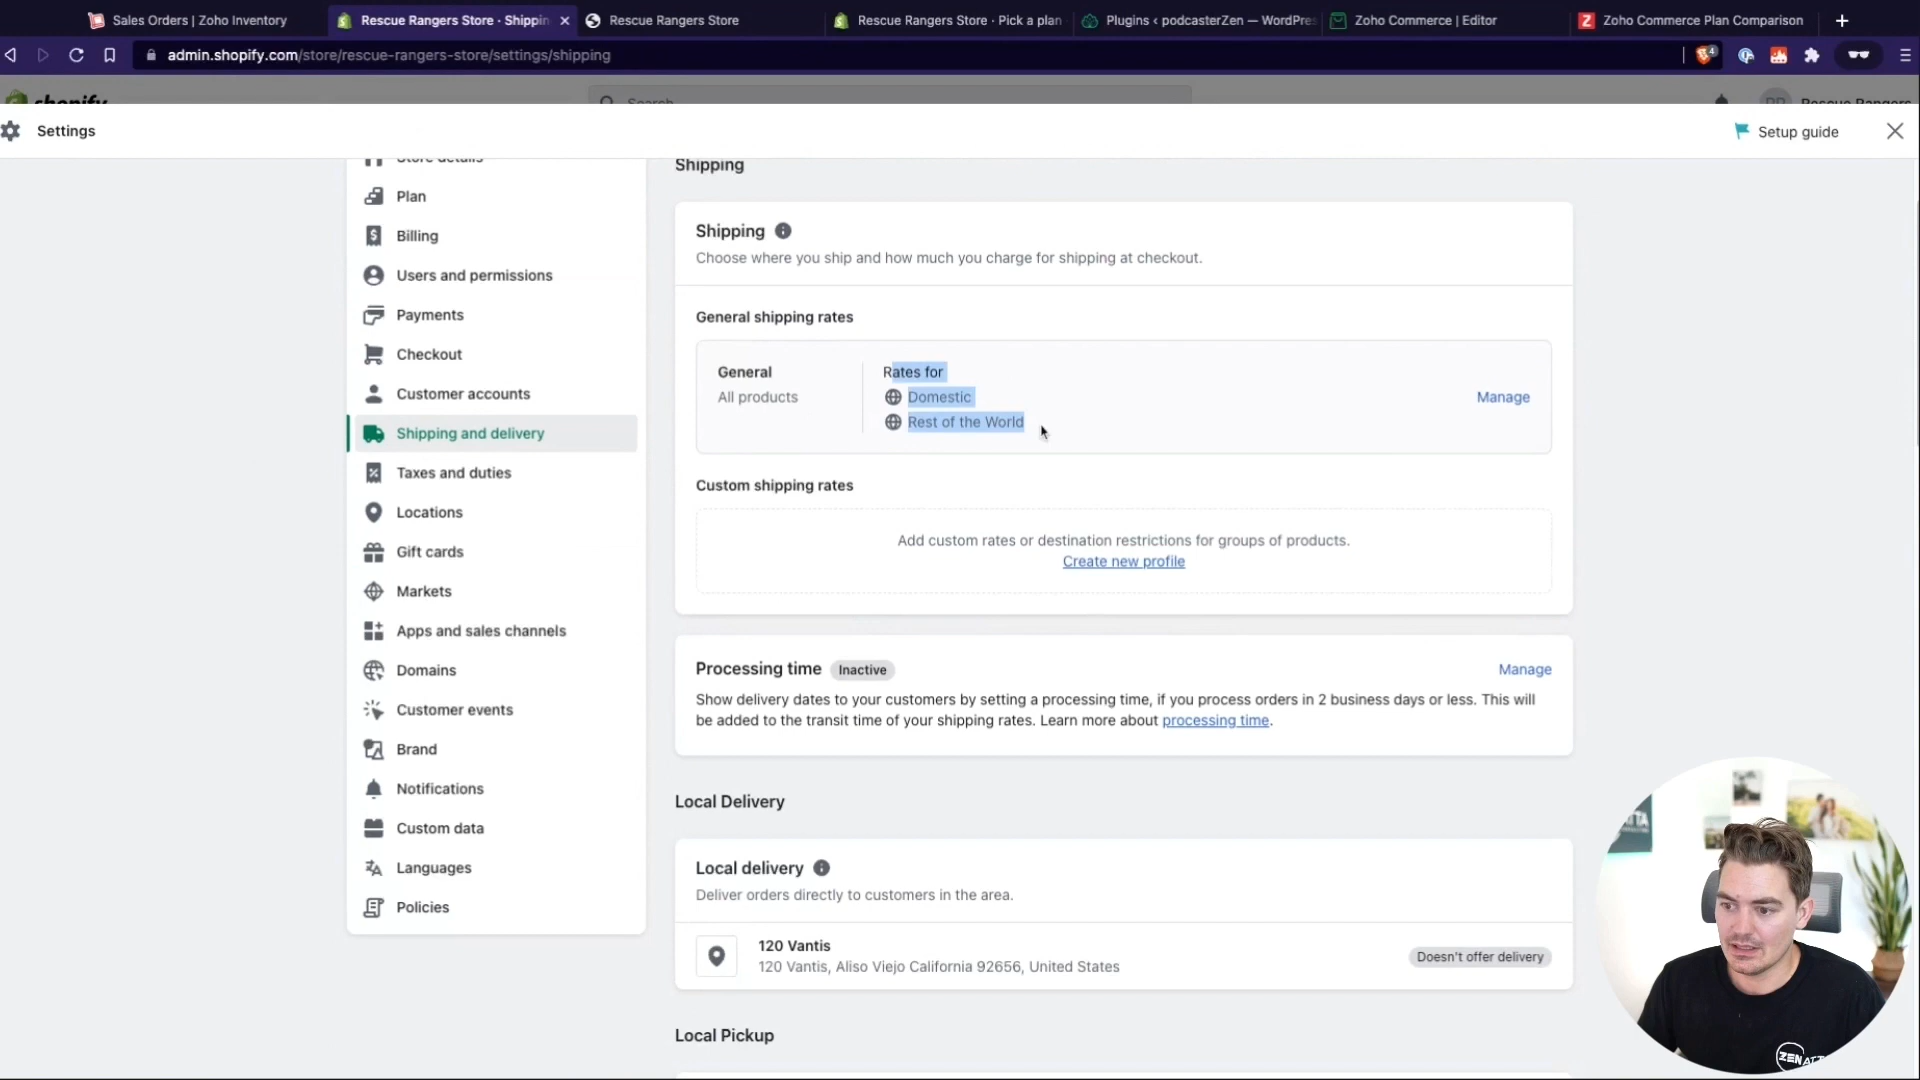 Sales Orders | Zoho Inventory
Rescue Rangers Store · Shippin
Rescue Rangers Store
Rescue Rangers Store · Pick a plan
Plugins ‹ podcasterZen — WordPre
Zoho Commerce | Editor
Zoho Commerce Plan Comparison
admin.shopify.com/store/rescue-rangers-store/settings/shipping
4
shopify
Search
Rescue Rangers
Settings
Setup guide
Store details
Plan
Billing
Users and permissions
Payments
Checkout
Customer accounts
Shipping and delivery
Taxes and duties
Locations
Gift cards
Markets
Apps and sales channels
Domains
Customer events
Brand
Notifications
Custom data
Languages
Policies
Shipping
Shipping
Choose where you ship and how much you charge for shipping at checkout.
General shipping rates
General
All products
Rates for
Domestic
Rest of the World
Manage
Custom shipping rates
Add custom rates or destination restrictions for groups of products.
Create new profile
Processing time Inactive
Manage
Show delivery dates to your customers by setting a processing time, if you process orders in 2 business days or less. This will
be added to the transit time of your shipping rates. Learn more about processing time.
Local Delivery
Local delivery
Deliver orders directly to customers in the area.
120 Vantis
120 Vantis, Aliso Viejo California 92656, United States
Doesn't offer delivery
Local Pickup